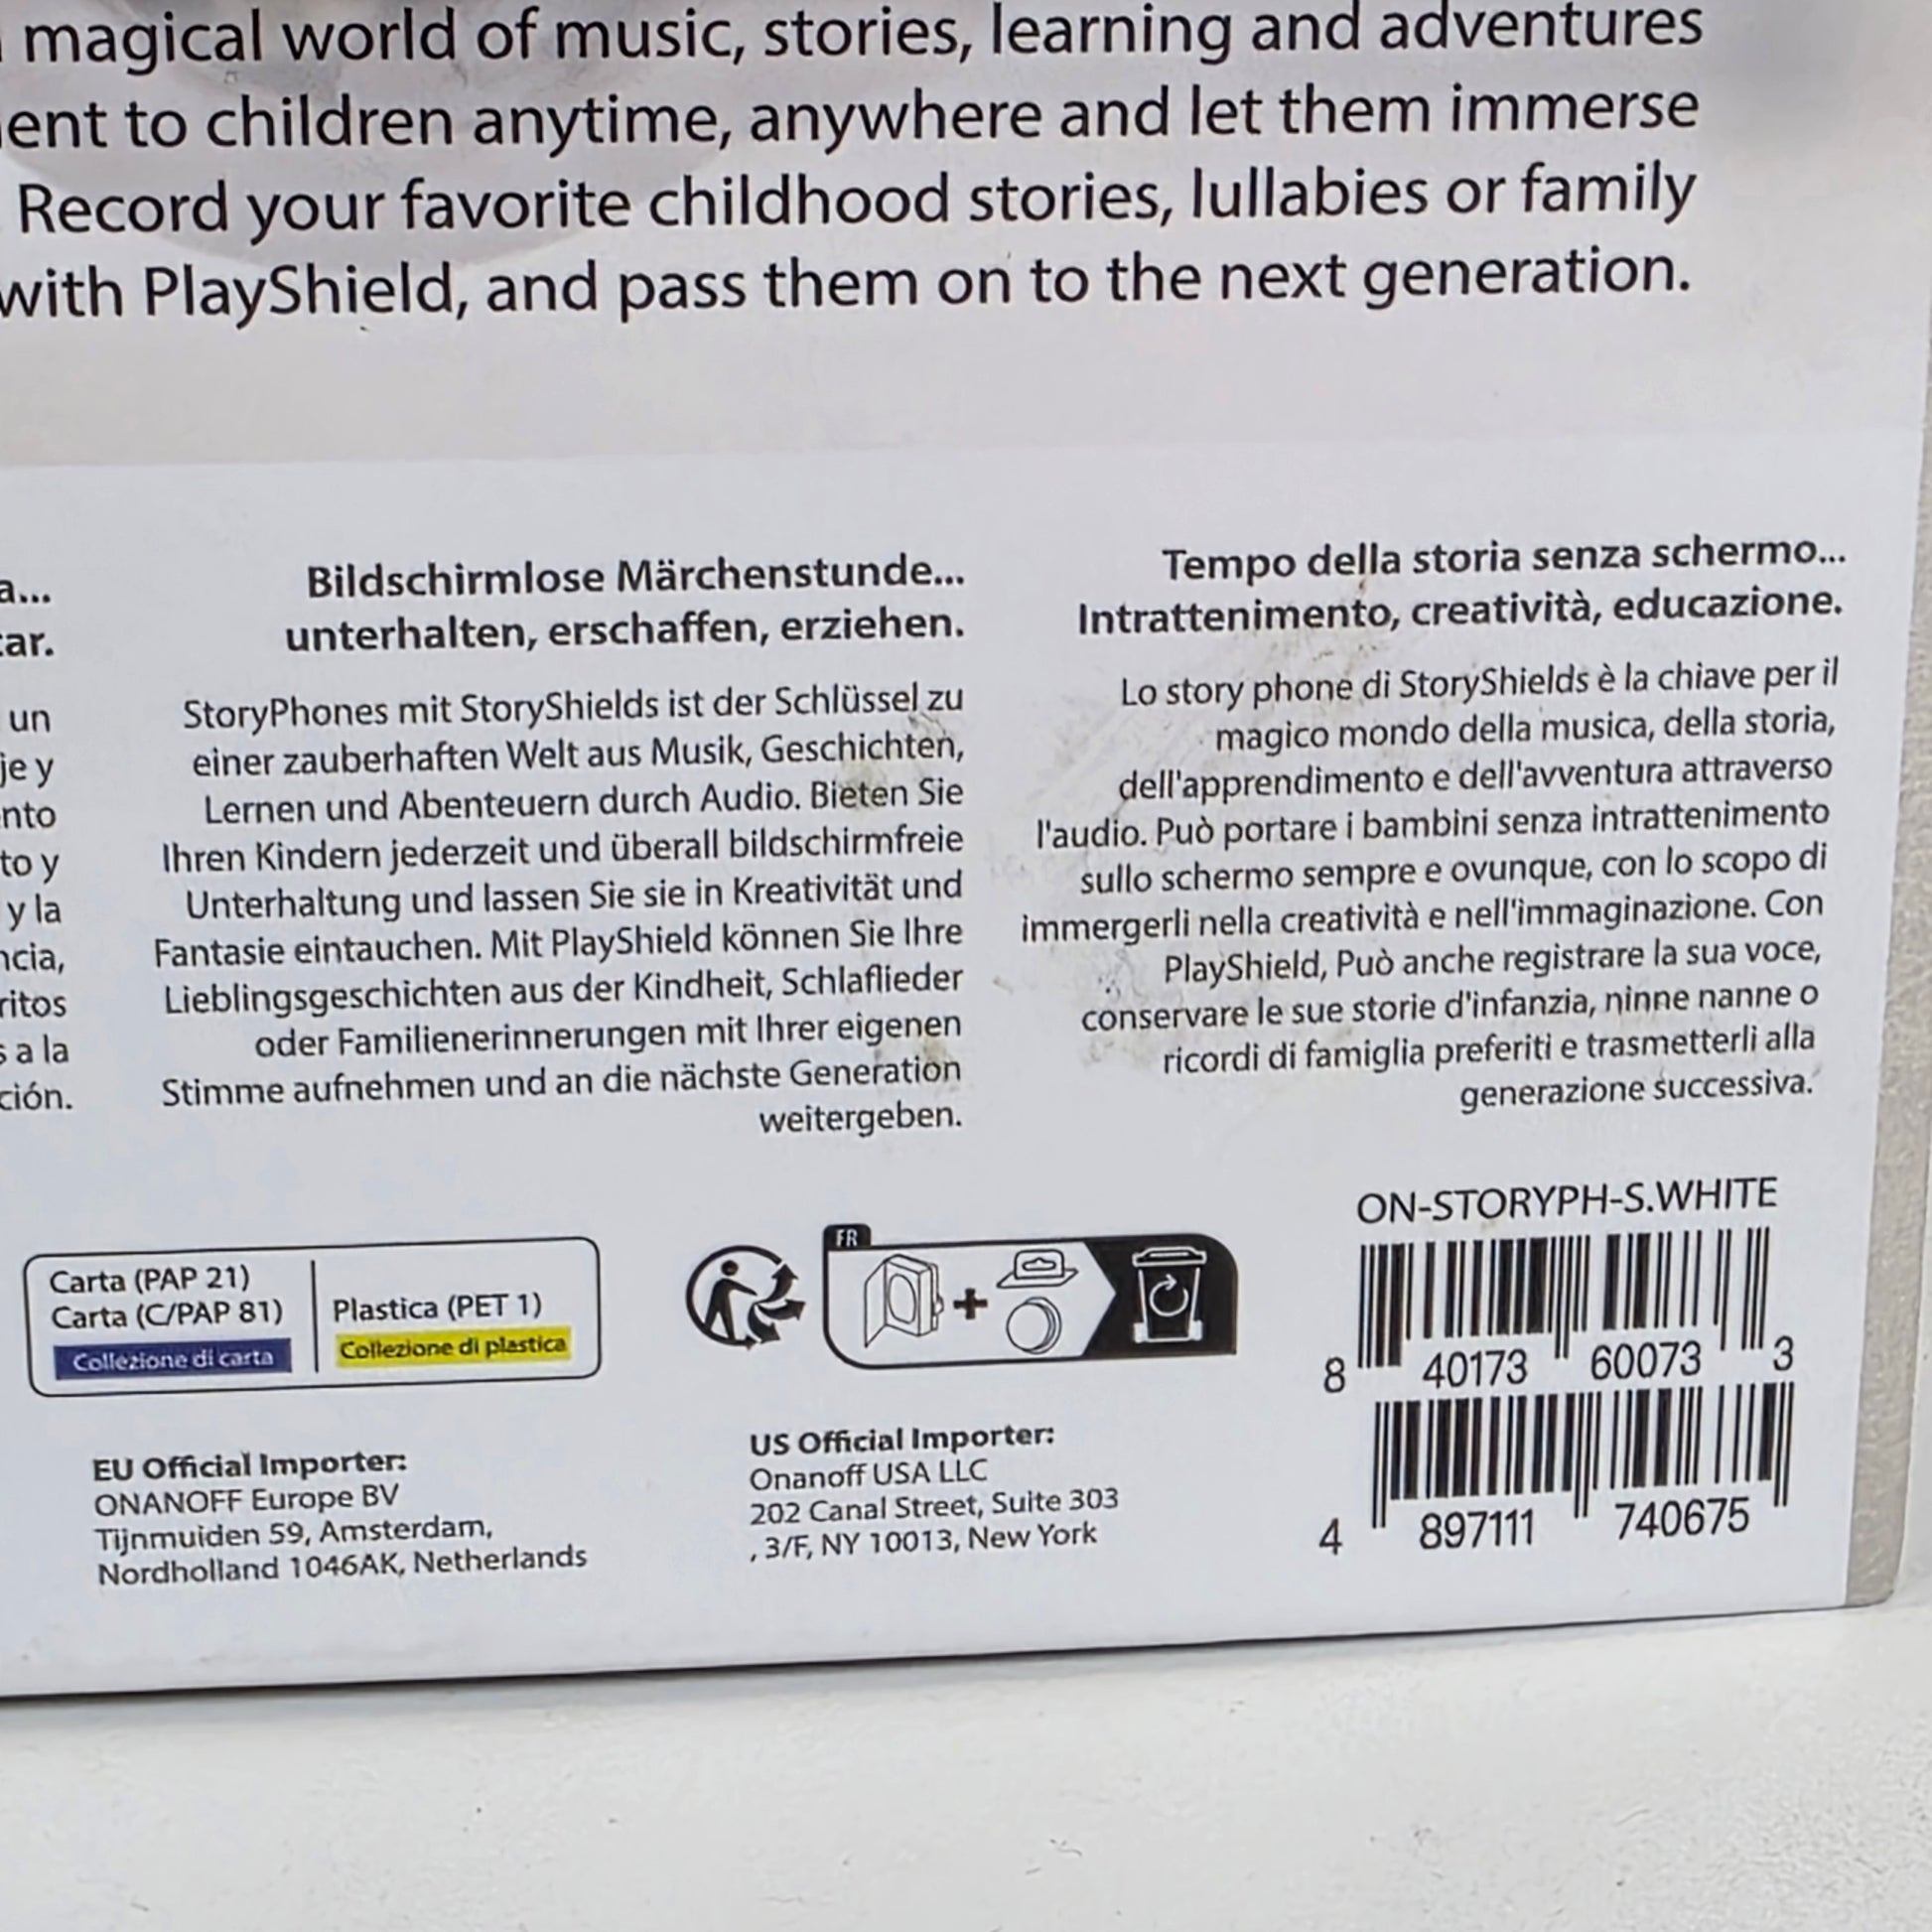 magical world of music, stories, learning and adventures
ent to children anytime, anywhere and let them immerse
Record your favorite childhood stories, lullabies or family
with PlayShield, and pass them on to the next generation.
a...
ar.
un
je y
nto
to y
y la
ncia,
ritos
s a la
ción.
Bildschirmlose Märchenstunde...
unterhalten, erschaffen, erziehen.
StoryPhones mit StoryShields ist der Schlüssel zu
einer zauberhaften Welt aus Musik, Geschichten,
Lernen und Abenteuern durch Audio. Bieten Sie
Ihren Kindern jederzeit und überall bildschirmfreie
Unterhaltung und lassen Sie sie in Kreativität und
Fantasie eintauchen. Mit PlayShield können Sie Ihre
Lieblingsgeschichten aus der Kindheit, Schlaflieder
oder Familienerinnerungen mit Ihrer eigenen
Stimme aufnehmen und an die nächste Generation
weitergeben.
Tempo della storia senza schermo...
Intrattenimento, creatività, educazione.
Lo story phone di StoryShields è la chiave per il
magico mondo della musica, della storia,
dell'apprendimento e dell'avventura attraverso
l'audio. Può portare i bambini senza intrattenimento
sullo schermo sempre e ovunque, con lo scopo di
immergerli nella creatività e nell'immaginazione. Con
PlayShield, Può anche registrare la sua voce,
conservare le sue storie d'infanzia, ninne nanne o
ricordi di famiglia preferiti e trasmetterli alla
generazione successiva.
Carta (PAP 21)
Carta (C/PAP 81)
Collezione di carta
Plastica (PET 1)
Collezione di plastica
FR
ON-STORYPH-S.WHITE
8 40173 60073 3
4 897111 740675
EU Official Importer:
ONANOFF Europe BV
Tijnmuiden 59, Amsterdam,
Nordholland 1046AK, Netherlands
US Official Importer:
Onanoff USA LLC
202 Canal Street, Suite 303
, 3/F, NY 10013, New York